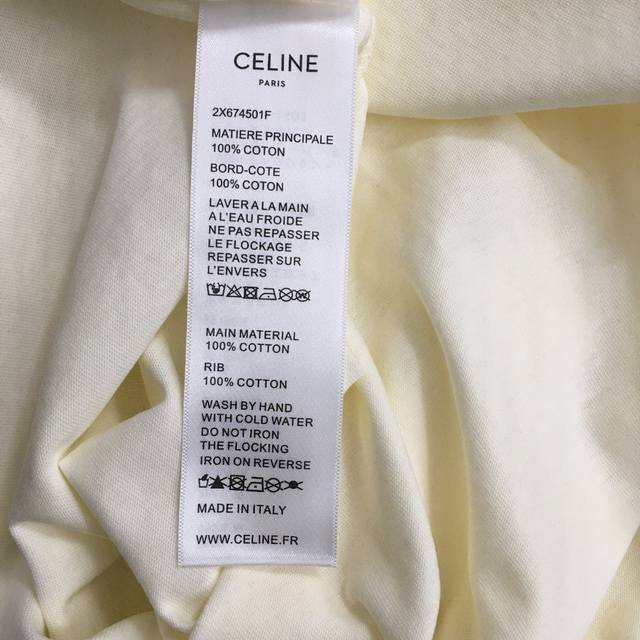 CELINE
PARIS
2X674501F
MATIERE PRINCIPALE
100% COTON
BORD-COTE
100% COTON
LAVER A LA MAIN
A L'EAU FROIDE
NE PAS REPASSER
LE FLOCKAGE
REPASSER SUR
L'ENVERS
MAIN MATERIAL
100% COTTON
RIB
100% COTTON
WASH BY HAND
WITH COLD WATER
DO NOT IRON
THE FLOCKING
IRON ON REVERSE
MADE IN ITALY
WWW.CELINE.FR